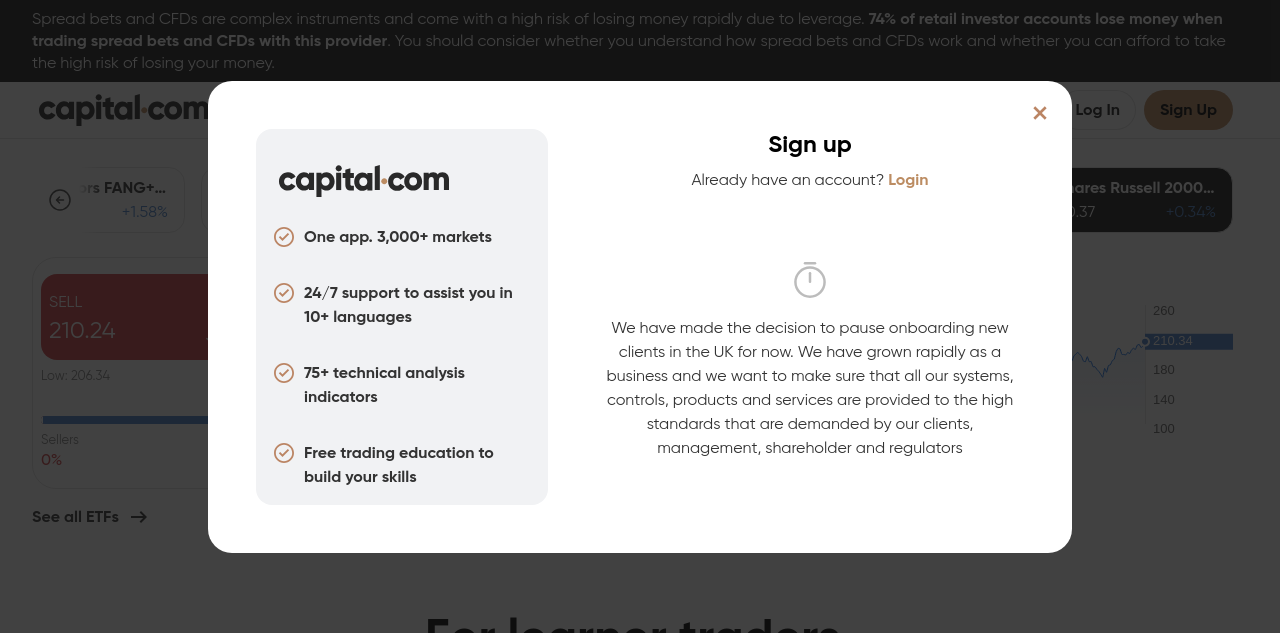 Spread bets and CFDs are complex instruments and come with a high risk of losing money rapidly due to leverage. 74% of retail investor accounts lose money when
trading spread bets and CFDs with this provider. You should consider whether you understand how spread bets and CFDs work and whether you can afford to take
the high risk of losing your money.
capital.com
Log In
Sign Up
FANG+...
+1.58%
Russell 2000...
+0.34%
SELL
210.24
Low: 206.34
Sellers
0%
See all ETFs
260
210.34
180
140
100
capital.com
One app. 3,000+ markets
24/7 support to assist you in
10+ languages
75+ technical analysis
indicators
Free trading education to
build your skills
Sign up
Already have an account? Login
We have made the decision to pause onboarding new
clients in the UK for now. We have grown rapidly as a
business and we want to make sure that all our systems,
controls, products and services are provided to the high
standards that are demanded by our clients,
management, shareholder and regulators
For learner traders